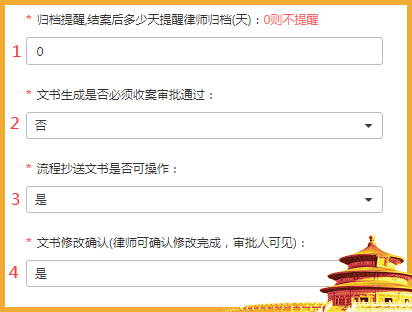 * 归档提醒,结案后多少天提醒律师归档(天)：0则不提醒
1 0
* 文书生成是否必须收案审批通过：
2 否
* 流程抄送文书是否可操作：
3 是
* 文书修改确认(律师可确认修改完成，审批人可见)：
4 是